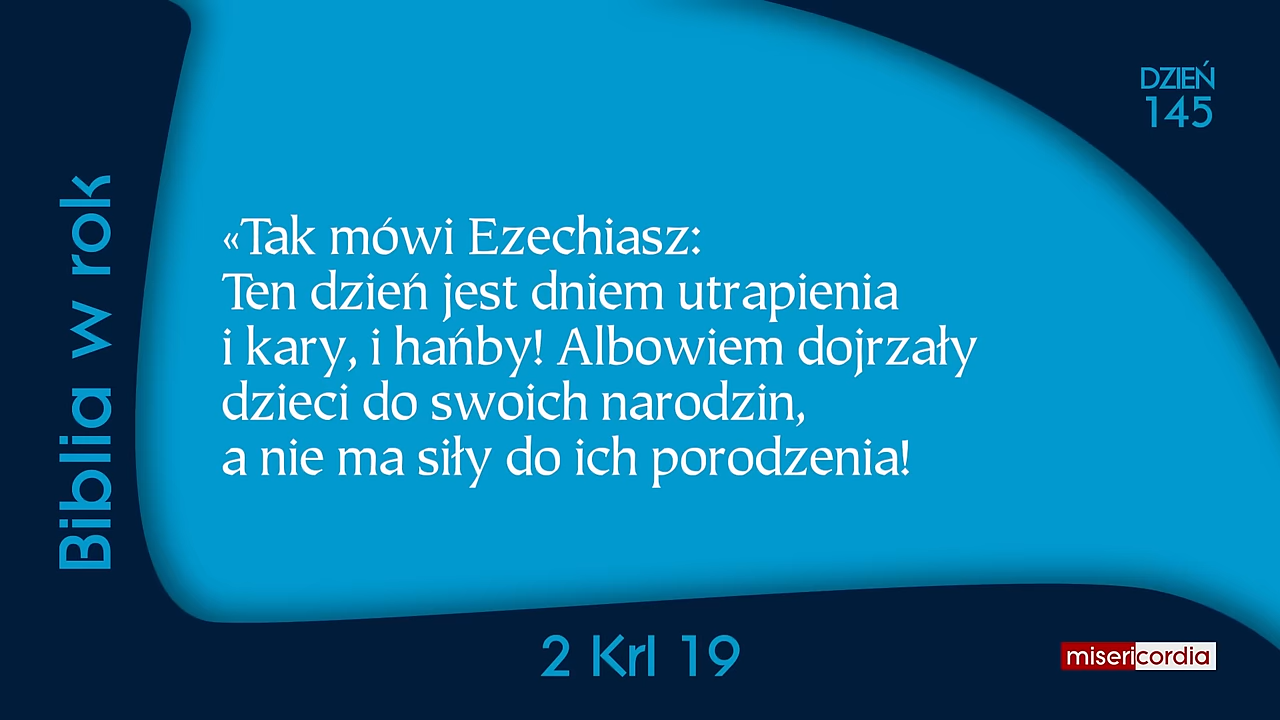 DZIEŃ
145
Biblia w rok
«Tak mówi Ezechiasz:
Ten dzień jest dniem utrapienia
i kary, i hańby! Albowiem dojrzały
dzieci do swoich narodzin,
a nie ma siły do ich porodzenia!
2 Krl 19
misericordia